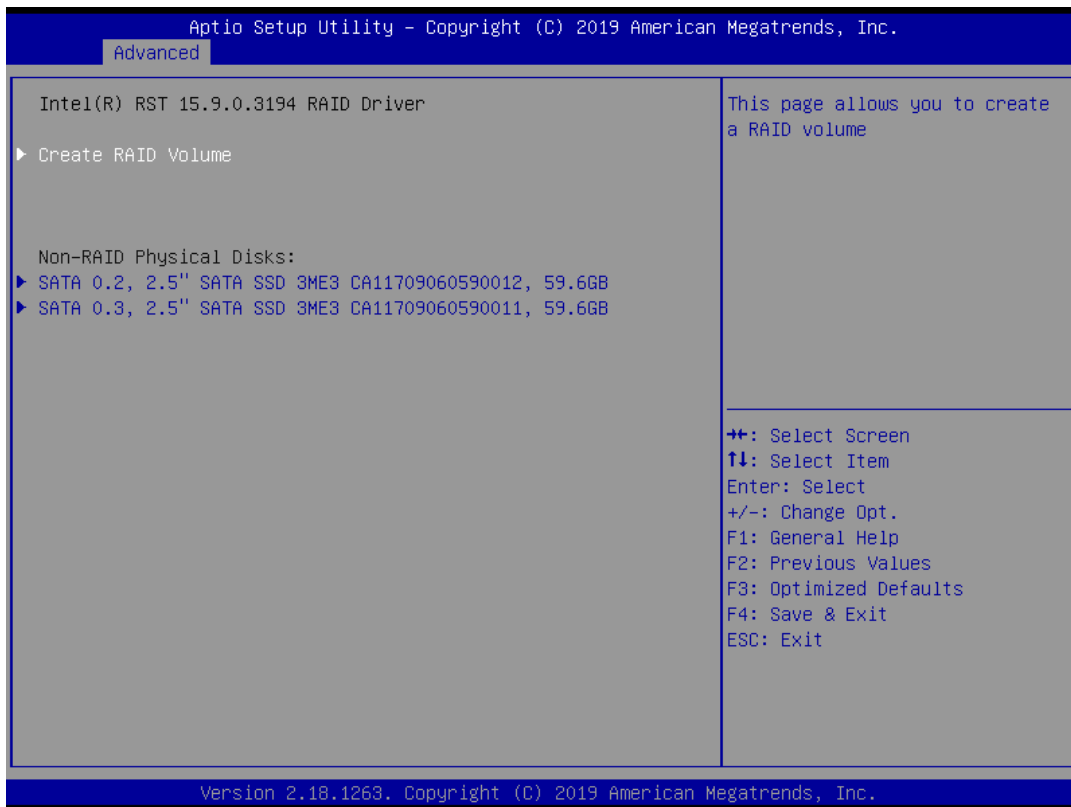 Aptio Setup Utility – Copyright (C) 2019 American Megatrends, Inc.
Advanced
Intel(R) RST 15.9.0.3194 RAID Driver
▶ Create RAID Volume
Non-RAID Physical Disks:
▶ SATA 0.2, 2.5" SATA SSD 3ME3 CA11709060590012, 59.6GB
▶ SATA 0.3, 2.5" SATA SSD 3ME3 CA11709060590011, 59.6GB
This page allows you to create
a RAID volume
→←: Select Screen
↑↓: Select Item
Enter: Select
+/-: Change Opt.
F1: General Help
F2: Previous Values
F3: Optimized Defaults
F4: Save & Exit
ESC: Exit
Version 2.18.1263. Copyright (C) 2019 American Megatrends, Inc.